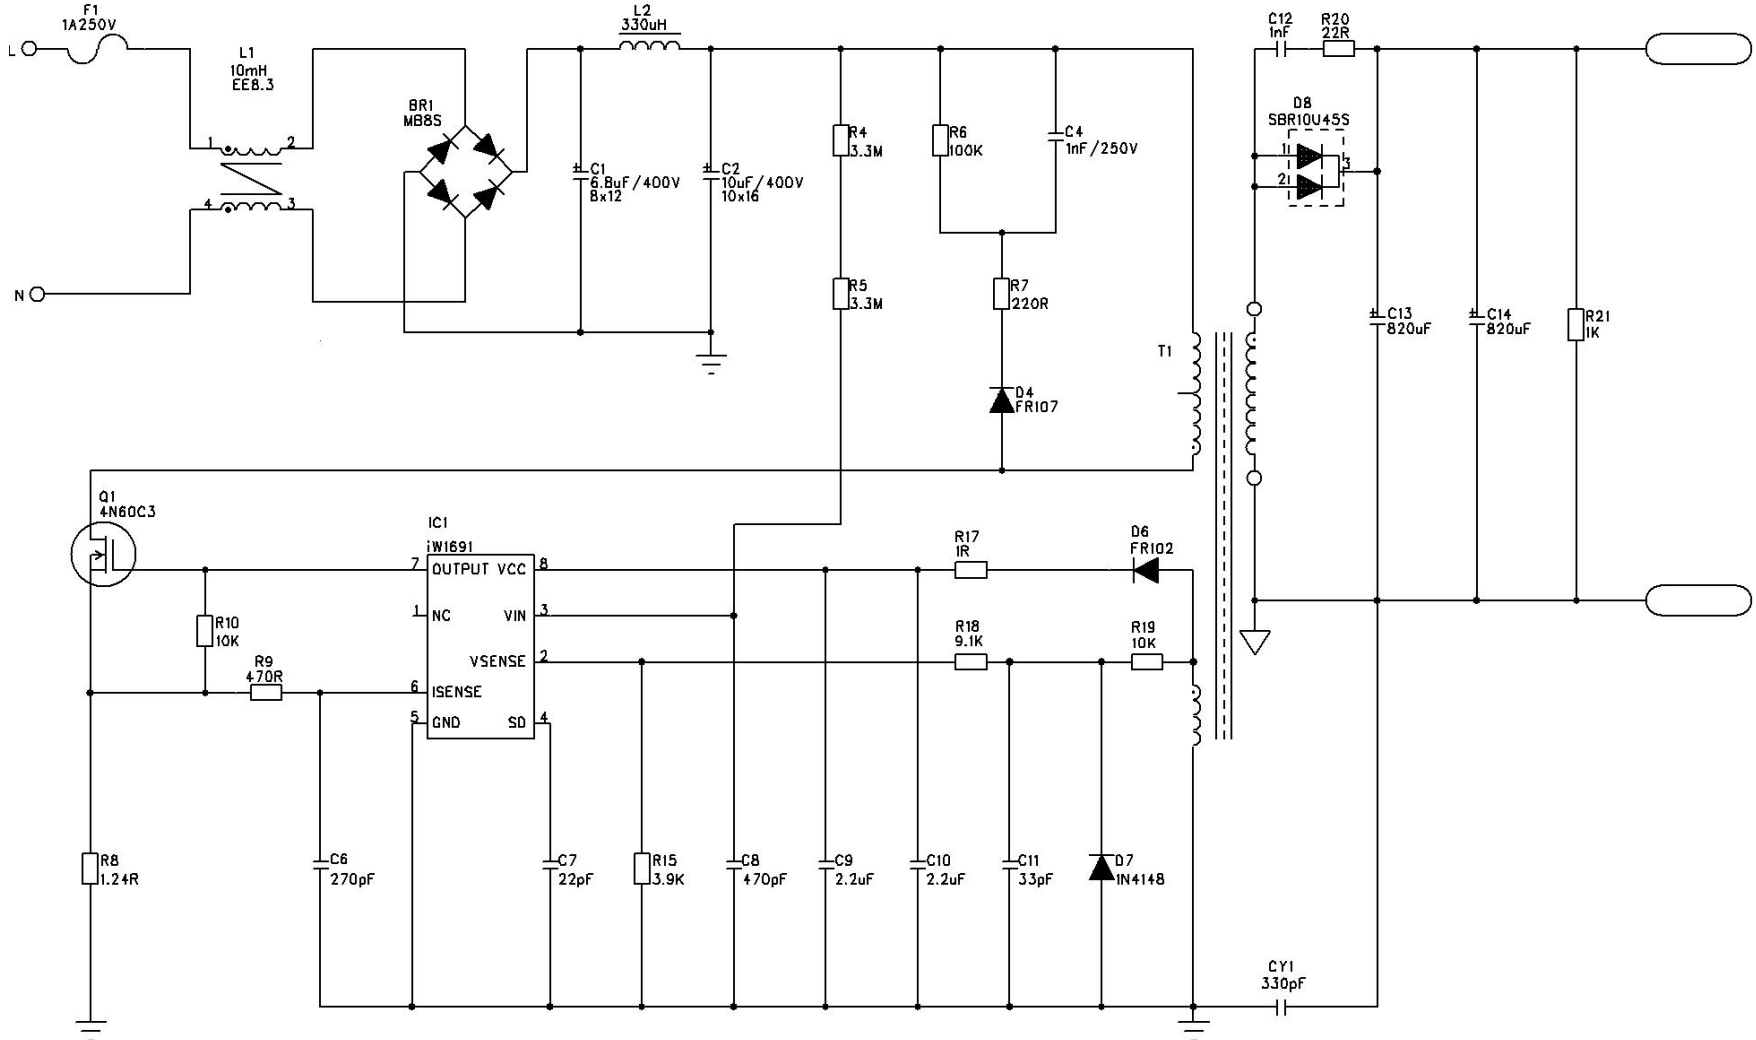 F1
1A250V
L
L1
10mH
EE8.3
1
2
4
3
N
BR1
MB8S
L2
330uH
C1
6.8uF/400V
8x12
C2
10uF/400V
10x16
R4
3.3M
R5
3.3M
R6
100K
C4
1nF/250V
R7
220R
D4
FR107
T1
C12
1nF
R20
22R
D8
SBR10U45S
1
2
3
C13
820uF
C14
820uF
R21
1K
Q1
4N60C3
IC1
iW1691
7
OUTPUT
VCC
8
1
NC
VIN
3
VSENSE
2
6
ISENSE
5
GND
SD
4
R10
10K
R9
470R
R17
1R
D6
FR102
R18
9.1K
R19
10K
R8
1.24R
C6
270pF
C7
22pF
R15
3.9K
C8
470pF
C9
2.2uF
C10
2.2uF
C11
33pF
D7
1N4148
CY1
330pF